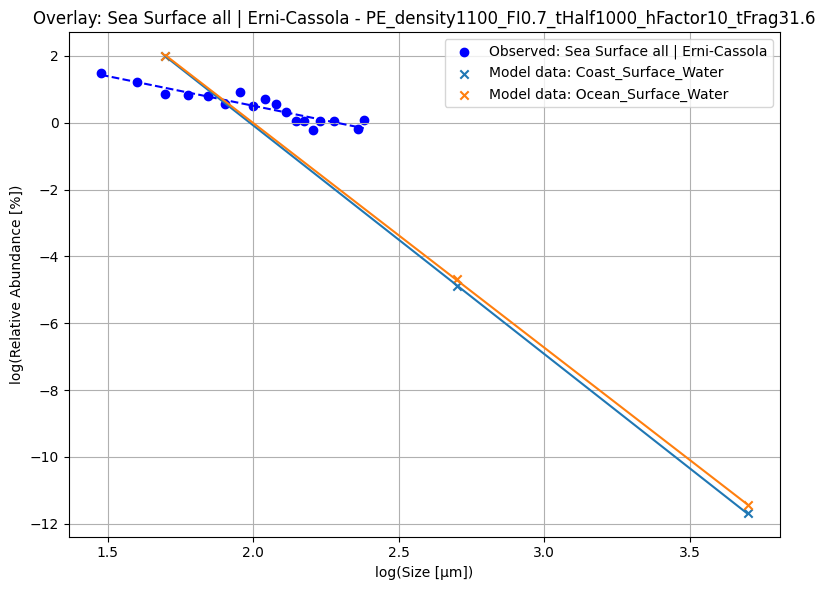 Overlay: Sea Surface all | Erni-Cassola - PE_density1100_FI0.7_tHalf1000_hFactor10_tFrag31.6
Observed: Sea Surface all | Erni-Cassola
Model data: Coast_Surface_Water
Model data: Ocean_Surface_Water
log(Relative Abundance [%])
2
0
−2
−4
−6
−8
−10
−12
1.5
2.0
2.5
3.0
3.5
log(Size [μm])